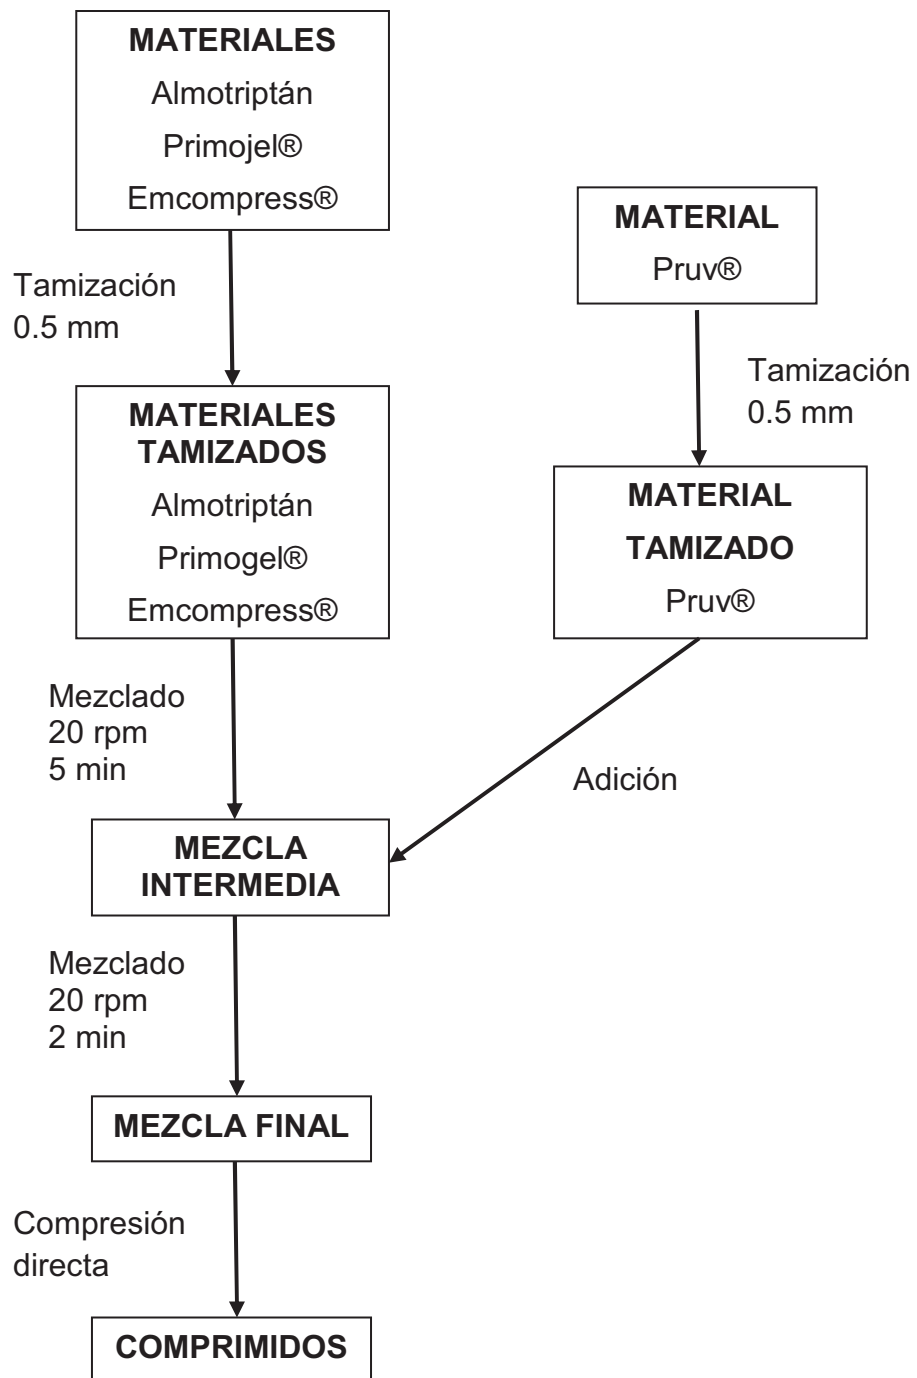 MATERIALES
Almotriptán
Primojel®
Emcompress®
MATERIAL
Pruv®
Tamización
0.5 mm
Tamización
0.5 mm
MATERIALES
TAMIZADOS
Almotriptán
Primogel®
Emcompress®
MATERIAL
TAMIZADO
Pruv®
Mezclado
20 rpm
5 min
Adición
MEZCLA
INTERMEDIA
Mezclado
20 rpm
2 min
MEZCLA FINAL
Compresión
directa
COMPRIMIDOS